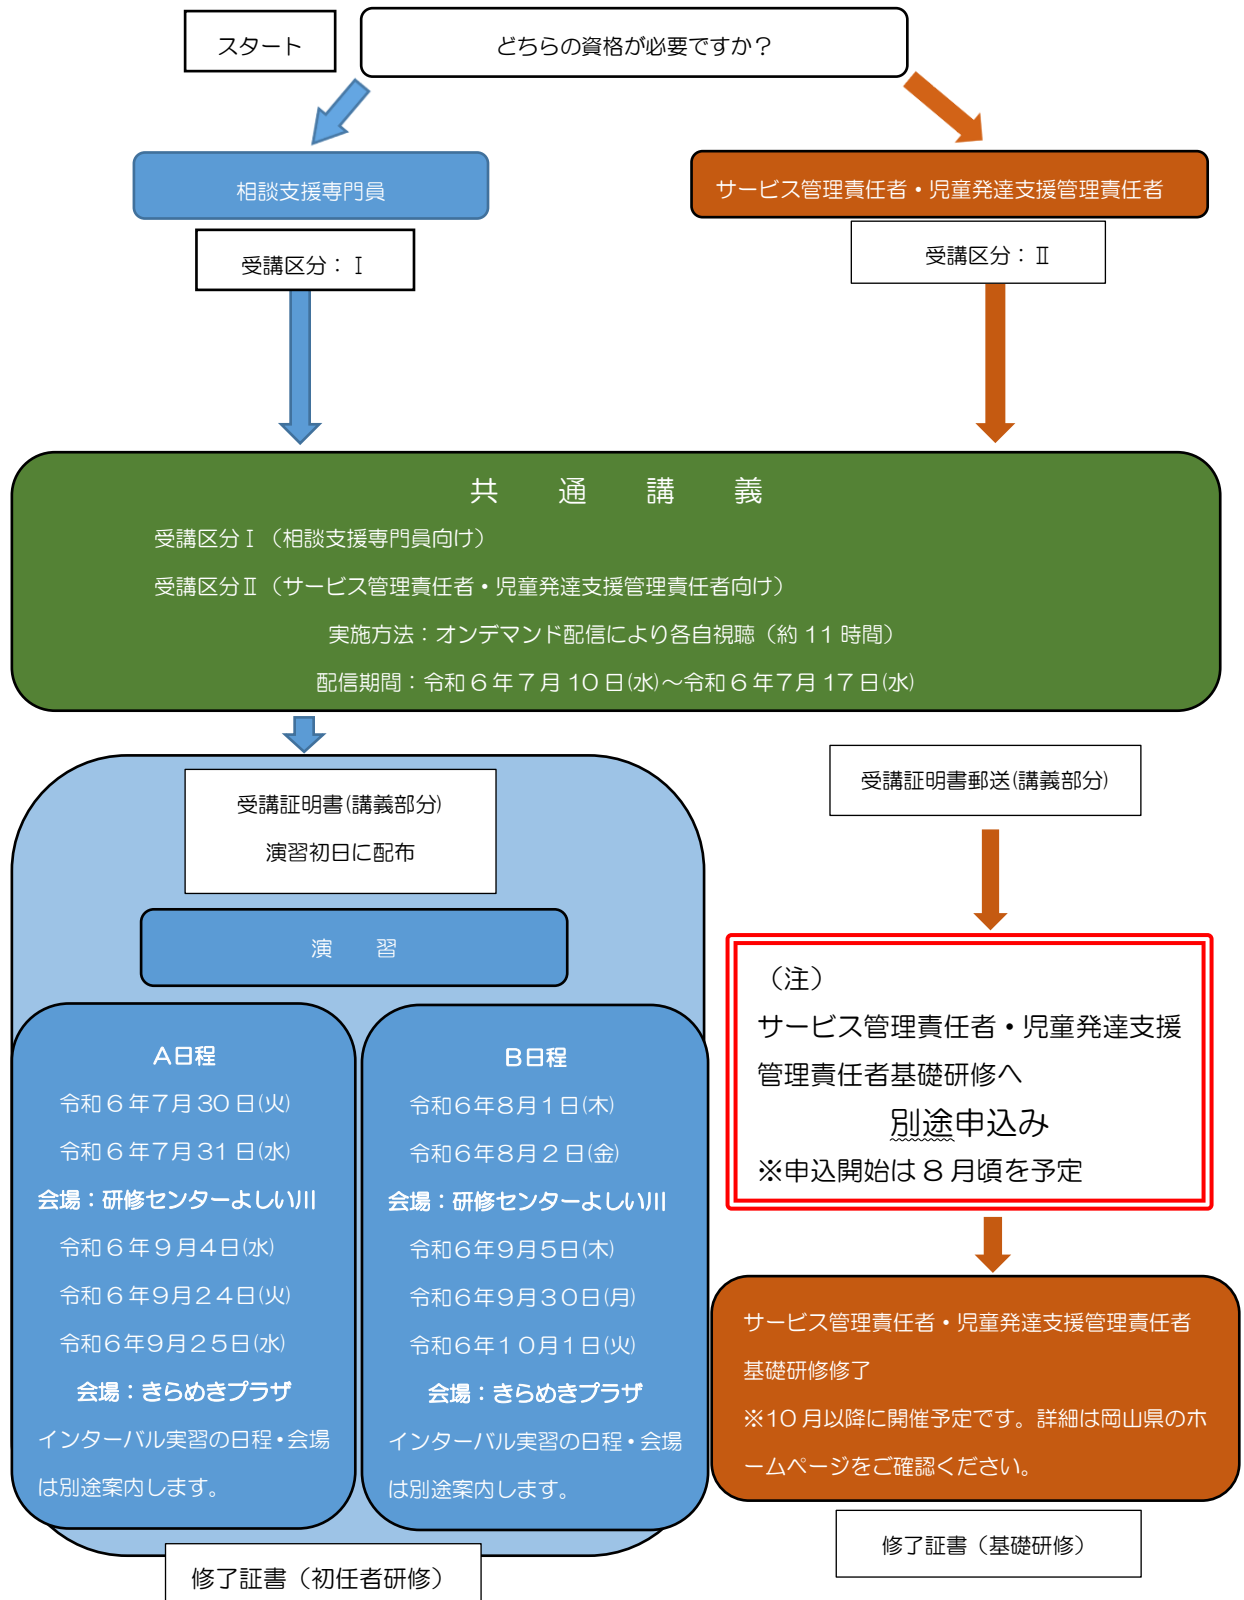 スタート
どちらの資格が必要ですか？
相談支援専門員
サービス管理責任者・児童発達支援管理責任者
受講区分：Ⅰ
受講区分：Ⅱ
共　通　講　義
受講区分Ⅰ（相談支援専門員向け）
受講区分Ⅱ（サービス管理責任者・児童発達支援管理責任者向け）
実施方法：オンデマンド配信により各自視聴（約 11 時間）
配信期間：令和６年７月 10 日(水)～令和６年７月 17 日(水)
受講証明書(講義部分)
演習初日に配布
演　習
A日程
令和６年７月 30 日(火)
令和６年７月 31 日(水)
会場：研修センターよしい川
令和６年９月４日(水)
令和６年９月２４日(火)
令和６年９月２５日(水)
会場：きらめきプラザ
インターバル実習の日程・会場
は別途案内します。
B日程
令和６年８月１日(木)
令和６年８月２日(金)
会場：研修センターよしい川
令和６年９月５日(木)
令和６年９月３０日(月)
令和６年１０月１日(火)
会場：きらめきプラザ
インターバル実習の日程・会場
は別途案内します。
修了証書（初任者研修）
受講証明書郵送(講義部分)
（注）
サービス管理責任者・児童発達支援
管理責任者基礎研修へ
別途申込み
※申込開始は 8 月頃を予定
サービス管理責任者・児童発達支援管理責任者
基礎研修修了
※10 月以降に開催予定です。詳細は岡山県のホ
ームページをご確認ください。
修了証書（基礎研修）